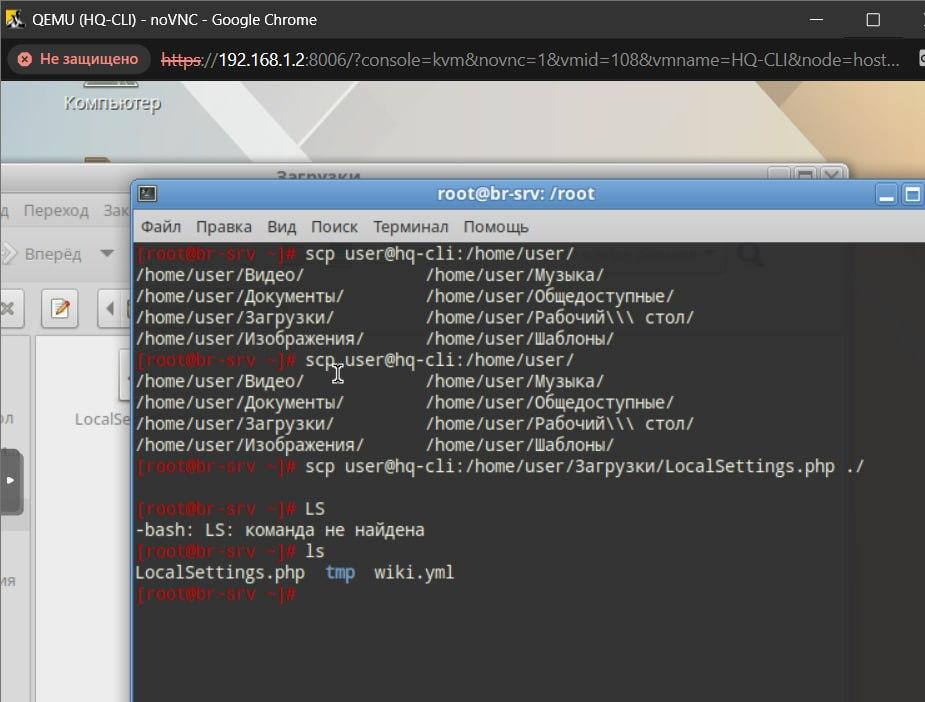 QEMU (HQ-CLI) - noVNC - Google Chrome
Не защищено https://192.168.1.2:8006/?console=kvm&novnc=1&vmid=108&vmname=HQ-CLI&node=host...
Компьютер
Загрузки
root@br-srv: /root
Переход Зак
Файл Правка Вид Поиск Терминал Помощь
Вперёд
[root@br-srv ~]# scp user@hq-cli:/home/user/
/home/user/Видео/ /home/user/Музыка/
/home/user/Документы/ /home/user/Общедоступные/
/home/user/Загрузки/ /home/user/Рабочий\\\ стол/
/home/user/Изображения/ /home/user/Шаблоны/
[root@br-srv ~]# scp user@hq-cli:/home/user/
/home/user/Видео/ /home/user/Музыка/
/home/user/Документы/ /home/user/Общедоступные/
/home/user/Загрузки/ /home/user/Рабочий\\\ стол/
/home/user/Изображения/ /home/user/Шаблоны/
LocalSe
[root@br-srv ~]# scp user@hq-cli:/home/user/Загрузки/LocalSettings.php ./
[root@br-srv ~]# LS
-bash: LS: команда не найдена
[root@br-srv ~]# ls
LocalSettings.php tmp wiki.yml
[root@br-srv ~]#